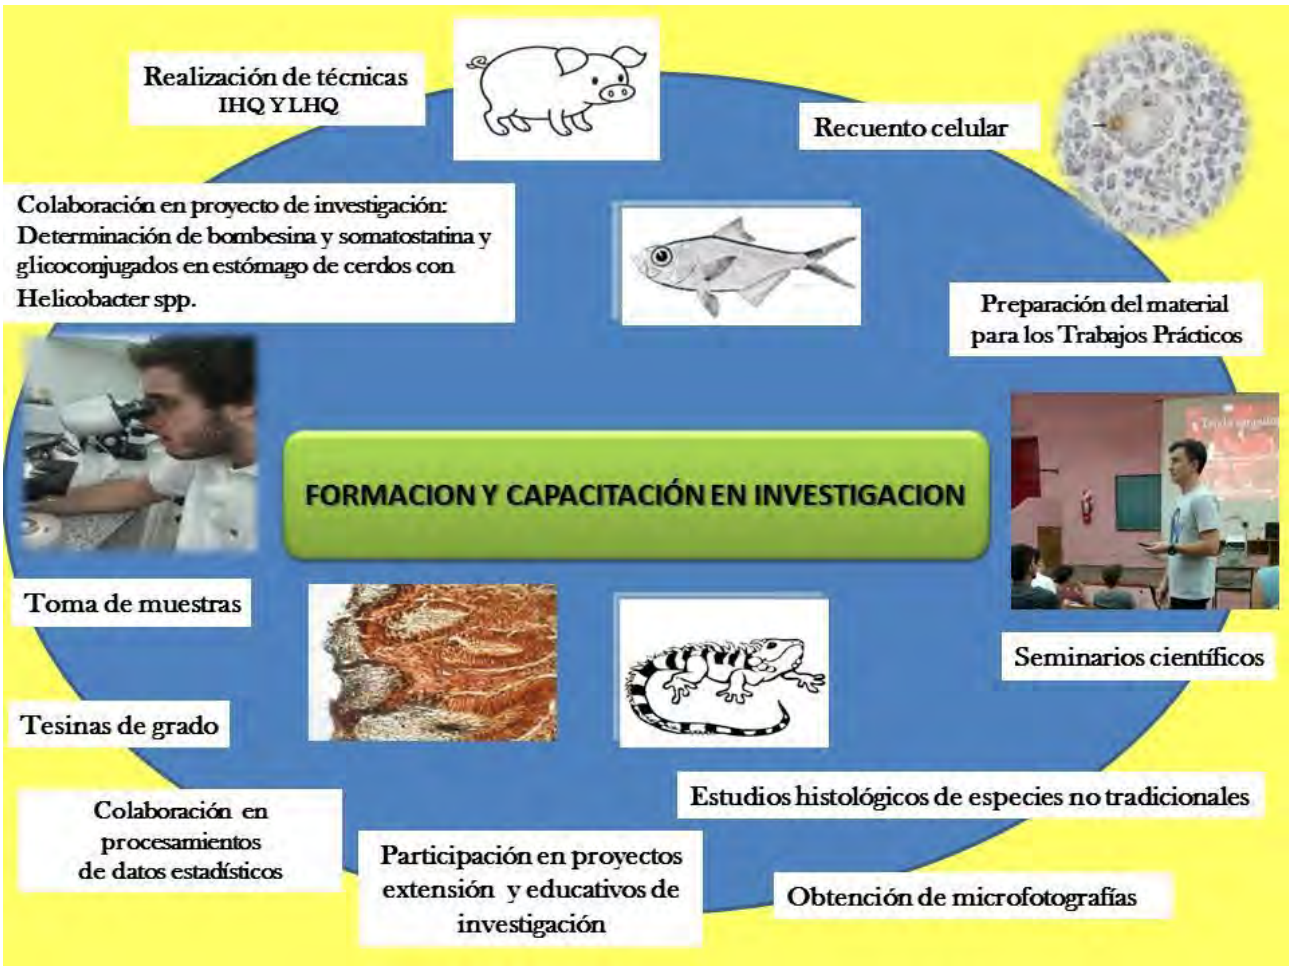 Realización de técnicas
IHQ Y LHQ
Recuento celular
Colaboración en proyecto de investigación:
Determinación de bombesina y somatostatina y
glicoconjugados en estómago de cerdos con
Helicobacter spp.
Preparación del material
para los Trabajos Prácticos
FORMACION Y CAPACITACIÓN EN INVESTIGACION
Toma de muestras
Seminarios científicos
Tesinas de grado
Estudios histológicos de especies no tradicionales
Colaboración en
procesamientos
de datos estadísticos
Participación en proyectos
extensión y educativos de
investigación
Obtención de microfotografías